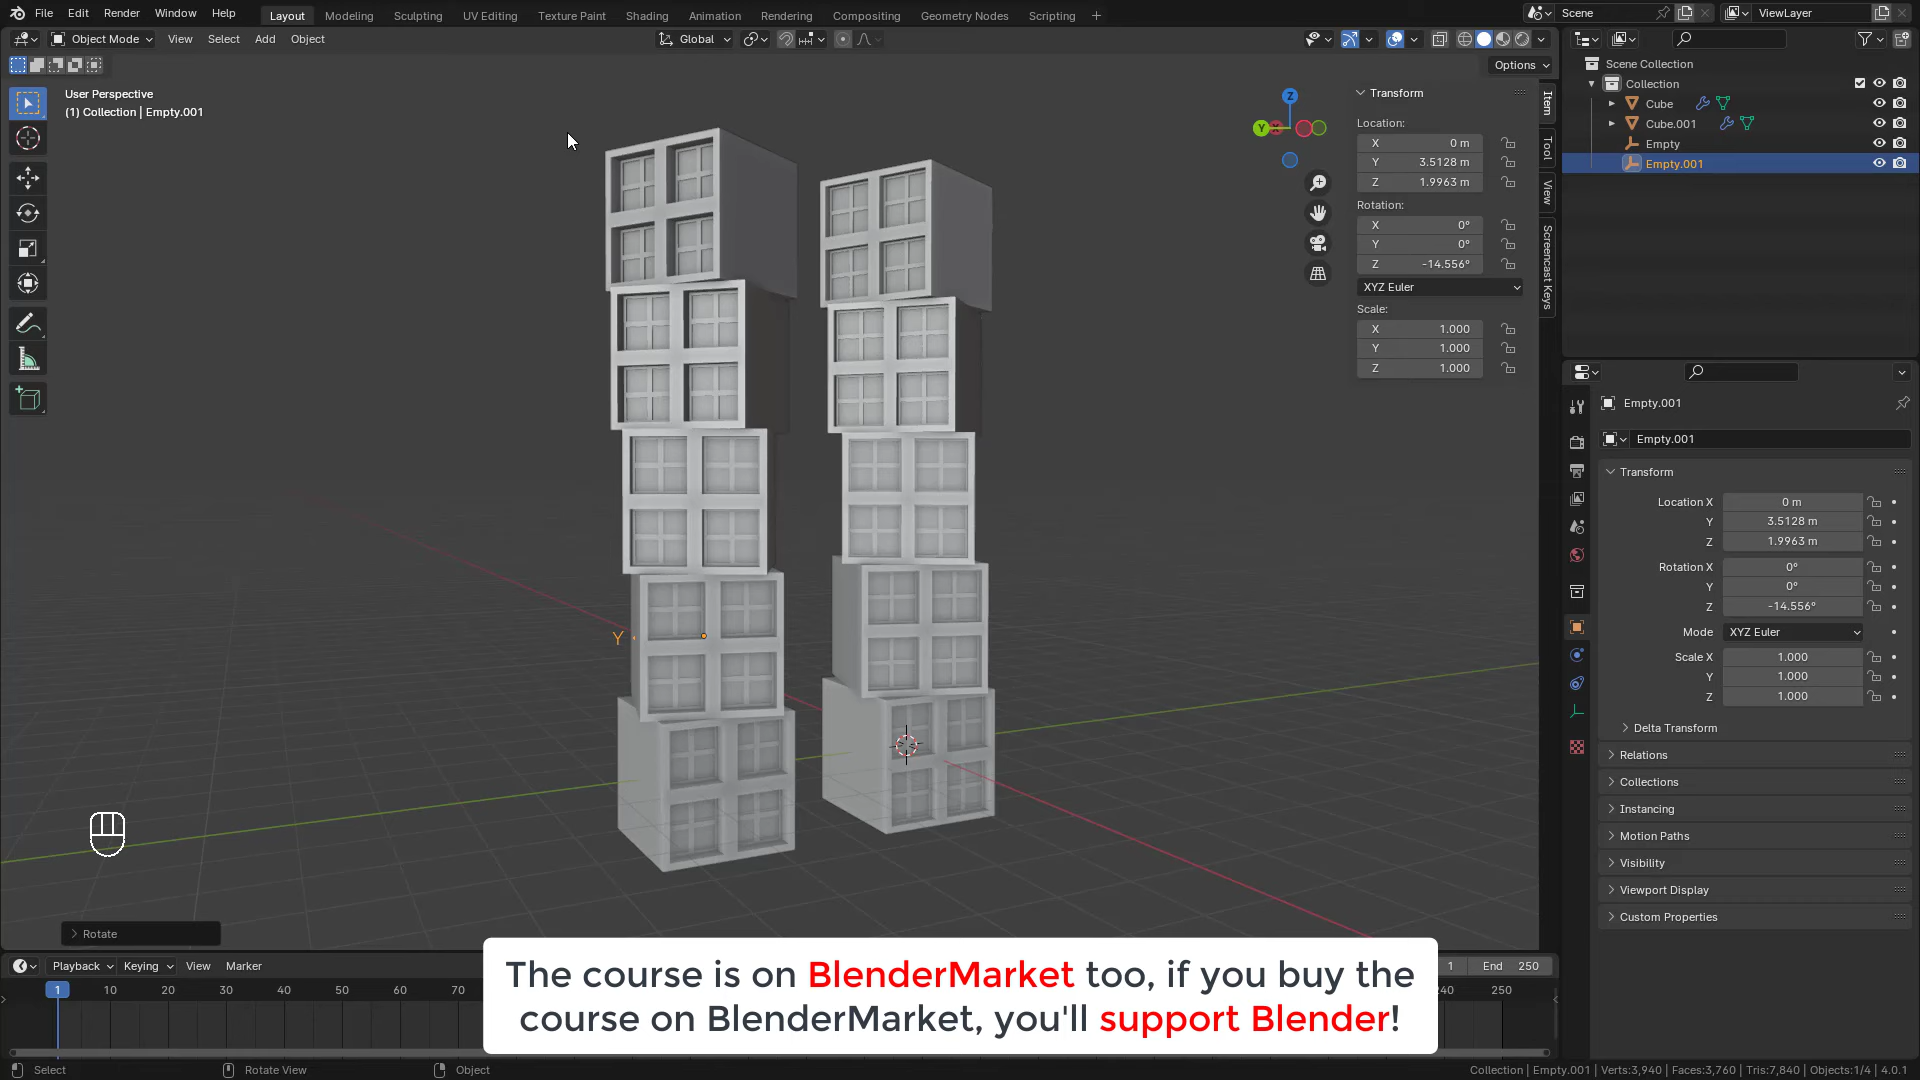 File Edit Render Window Help Layout Modeling Sculpting UV Editing Texture Paint Shading Animation Rendering Compositing Geometry Nodes Scripting + Scene ViewLayer
Object Mode View Select Add Object Global
Options
User Perspective
(1) Collection | Empty.001
Z
Y
X
Transform
Location:
X 0 m
Y 3.5128 m
Z 1.9963 m
Rotation:
X 0°
Y 0°
Z -14.556°
XYZ Euler
Scale:
X 1.000
Y 1.000
Z 1.000
Item
Tool
View
Screencast Keys
Scene Collection
Collection
Cube
Cube.001
Empty
Empty.001
Empty.001
Empty.001
Transform
Location X 0 m
Y 3.5128 m
Z 1.9963 m
Rotation X 0°
Y 0°
Z -14.556°
Mode XYZ Euler
Scale X 1.000
Y 1.000
Z 1.000
Delta Transform
Relations
Collections
Instancing
Motion Paths
Visibility
Viewport Display
Custom Properties
Y
Rotate
Playback Keying View Marker 1 End 250
1 10 20 30 40 50 60 70 240 250
The course is on BlenderMarket too, if you buy the
course on BlenderMarket, you'll support Blender!
Select Rotate View Object Collection | Empty.001 | Verts:3,940 | Faces:3,760 | Tris:7,840 | Objects:1/4 | 4.0.1